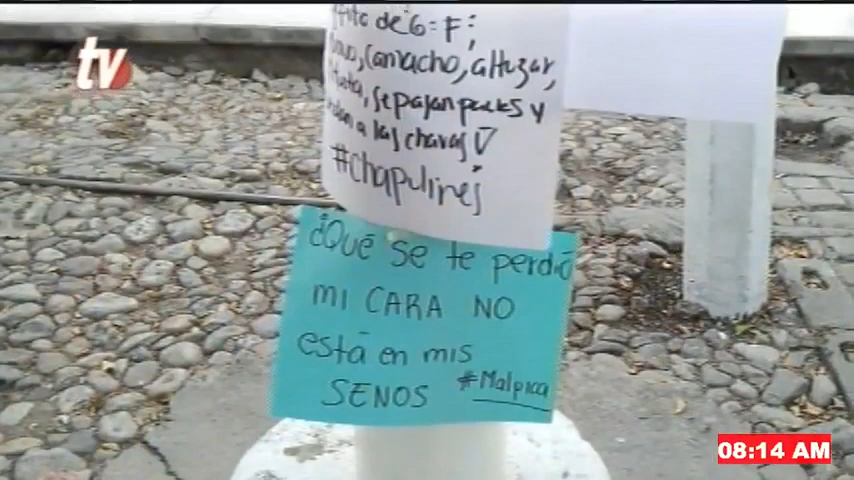 tv
de 6=F;
Camacho, altuzar,
se pajan pecks y
a las chavas
#chapulines
¿Qué se te perdió
MI CARA NO
está en mis
SENOS #Malpica
08:14 AM